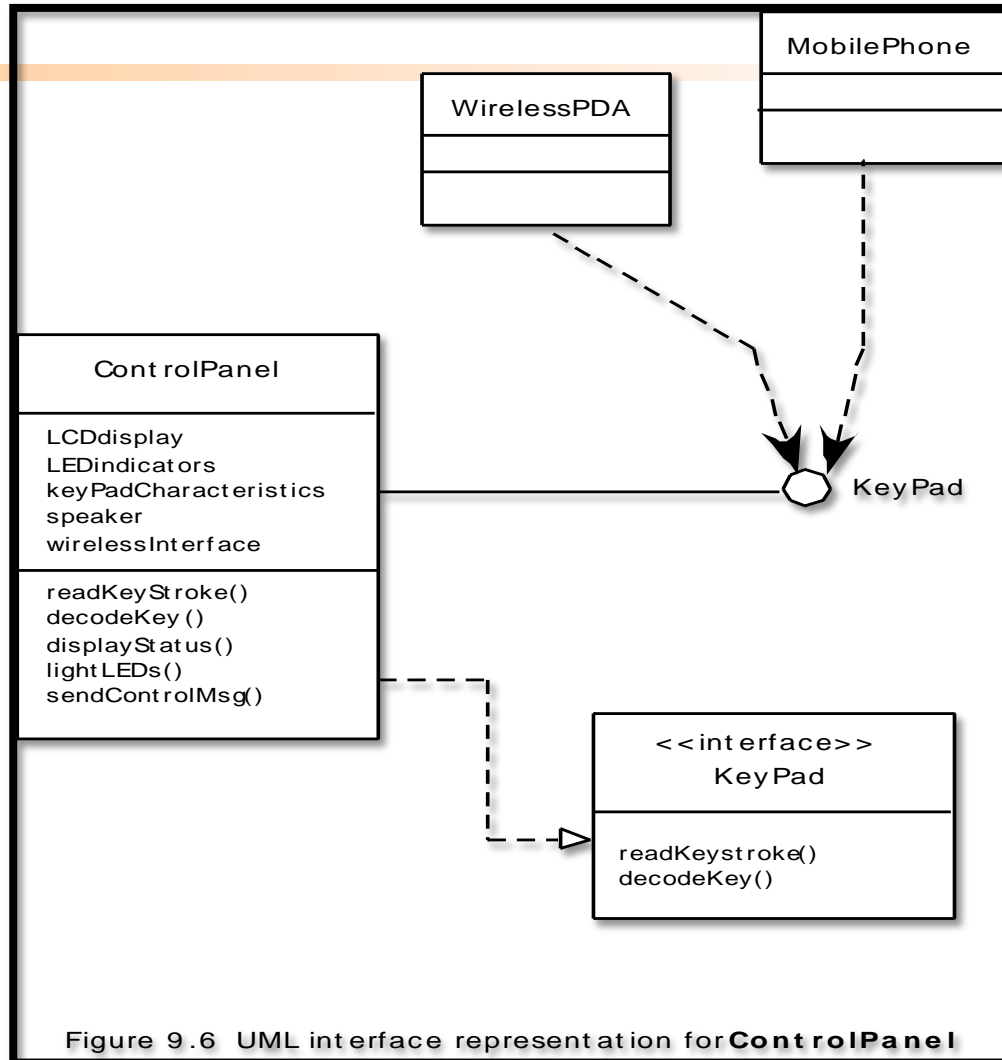 MobilePhone
WirelessPDA
ControlPanel
LCDdisplay
LEDindicators
keyPadCharacteristics
speaker
wirelessInterface
readKeyStroke()
decodeKey()
displayStatus()
lightLEDs()
sendControlMsg()
KeyPad
<<interface>>
KeyPad
readKeystroke()
decodeKey()
Figure 9.6 UML interface representation for ControlPanel